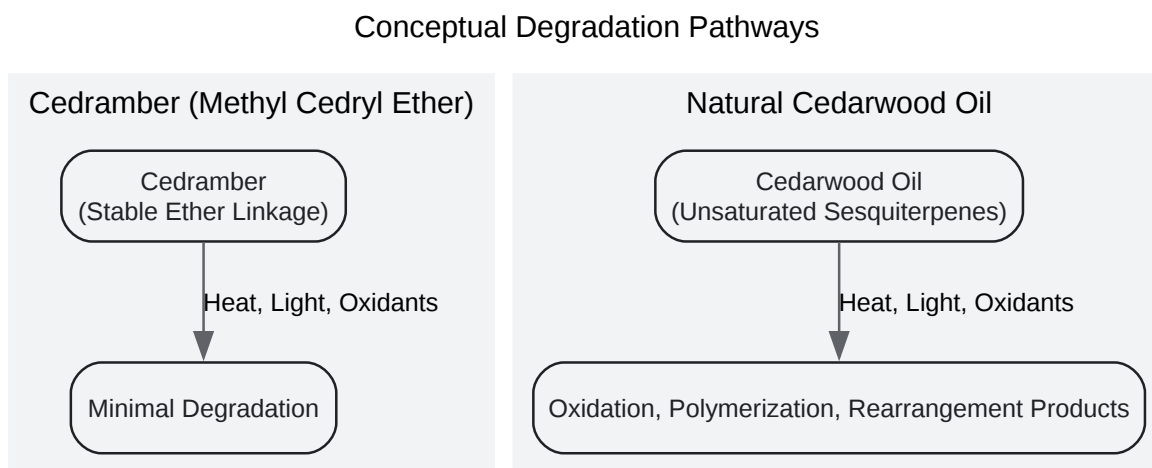 Conceptual Degradation Pathways
Cedramber (Methyl Cedryl Ether)
Cedramber
(Stable Ether Linkage)
Heat, Light, Oxidants
Minimal Degradation
Natural Cedarwood Oil
Cedarwood Oil
(Unsaturated Sesquiterpenes)
Heat, Light, Oxidants
Oxidation, Polymerization, Rearrangement Products